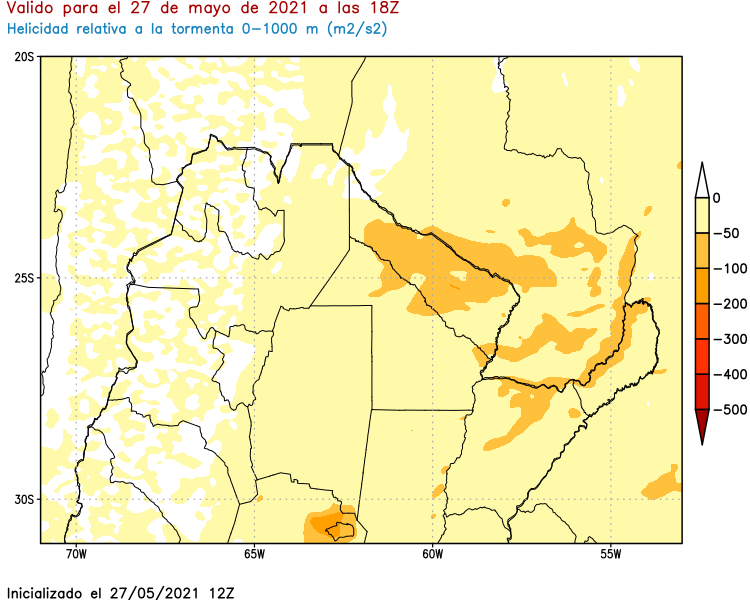 Valido para el 27 de mayo de 2021 a las 18Z
Helicidad relativa a la tormenta 0-1000 m (m2/s2)
20S
25S
30S
70W
65W
60W
55W
0
-50
-100
-200
-300
-400
-500
Inicializado el 27/05/2021 12Z